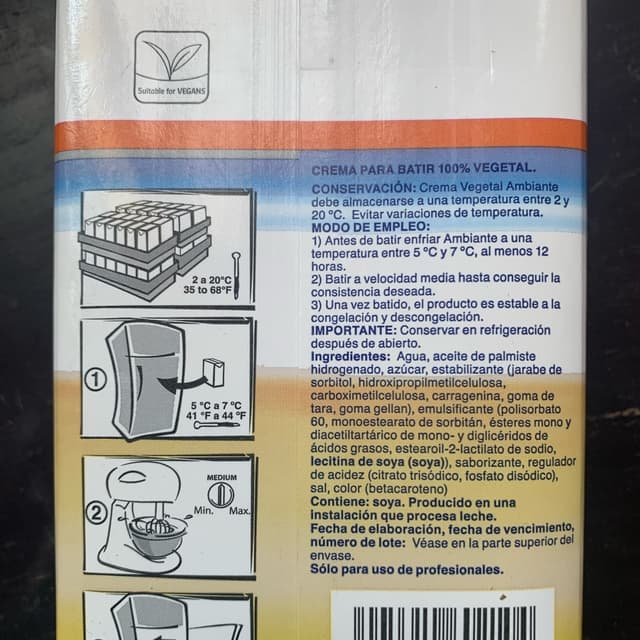 Suitable for VEGANS
CREMA PARA BATIR 100% VEGETAL.
CONSERVACIÓN: Crema Vegetal Ambiante
debe almacenarse a una temperatura entre 2 y
20 °C. Evitar variaciones de temperatura.
MODO DE EMPLEO:
1) Antes de batir enfriar Ambiante a una
temperatura entre 5 °C y 7 °C, al menos 12
horas.
2) Batir a velocidad media hasta conseguir la
consistencia deseada.
3) Una vez batido, el producto es estable a la
congelación y descongelación.
IMPORTANTE: Conservar en refrigeración
después de abierto.
Ingredientes: Agua, aceite de palmiste
hidrogenado, azúcar, estabilizante (jarabe de
sorbitol, hidroxipropilmetilcelulosa,
carboximetilcelulosa, carragenina, goma de
tara, goma gellan), emulsificante (polisorbato
60, monoestearato de sorbitán, ésteres mono y
diacetiltartárico de mono- y diglicéridos de
ácidos grasos, estearoil-2-lactilato de sodio,
lecitina de soya (soya)), saborizante, regulador
de acidez (citrato trisódico, fosfato disódico),
sal, color (betacaroteno)
Contiene: soya. Producido en una
instalación que procesa leche.
Fecha de elaboración, fecha de vencimiento,
número de lote: Véase en la parte superior del
envase.
Sólo para uso de profesionales.
2 a 20°C
35 to 68°F
1
5 °C a 7 °C
41 °F a 44 °F
2
MEDIUM
Min. Max.